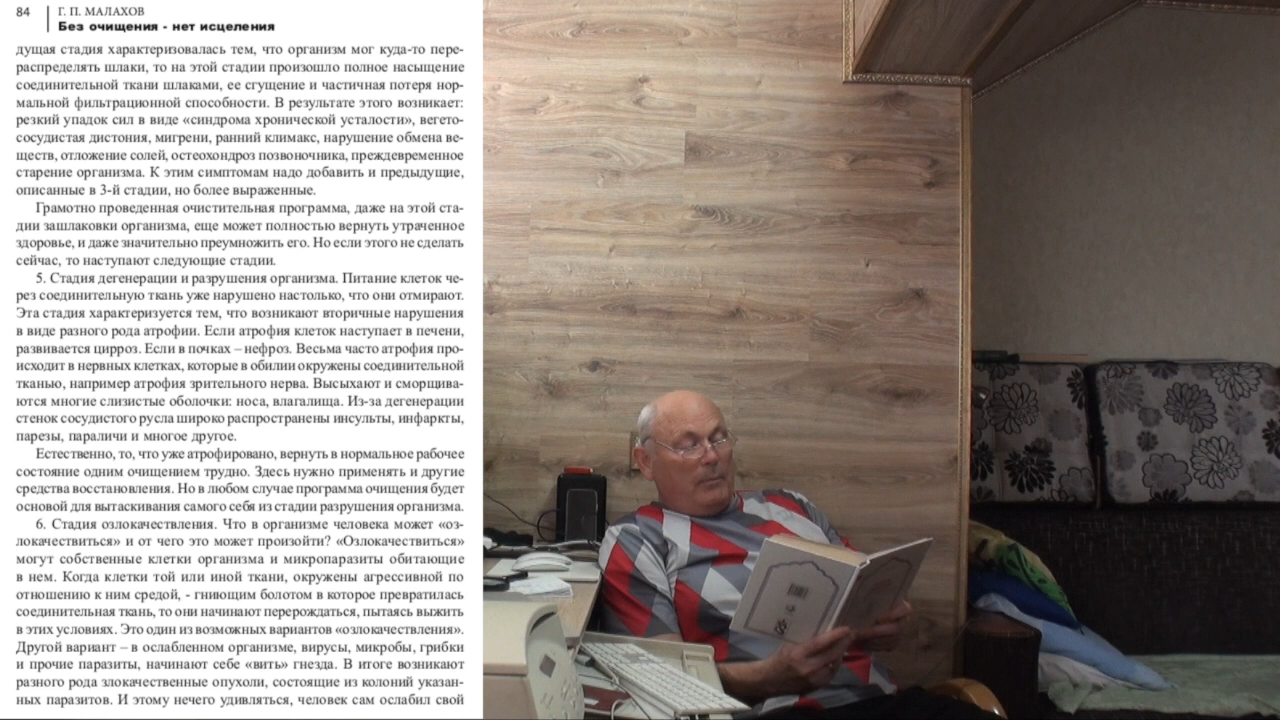 84
Г. П. МАЛАХОВ
Без очищения - нет исцеления
дущая стадия характеризовалась тем, что организм мог куда-то пере-
распределять шлаки, то на этой стадии произошло полное насыщение
соединительной ткани шлаками, ее сгущение и частичная потеря нор-
мальной фильтрационной способности. В результате этого возникает:
резкий упадок сил в виде «синдрома хронической усталости», вегето-
сосудистая дистония, мигрени, ранний климакс, нарушение обмена ве-
ществ, отложение солей, остеохондроз позвоночника, преждевременное
старение организма. К этим симптомам надо добавить и предыдущие,
описанные в 3-й стадии, но более выраженные.
Грамотно проведенная очистительная программа, даже на этой ста-
дии зашлаковки организма, еще может полностью вернуть утраченное
здоровье, и даже значительно преумножить его. Но если этого не сделать
сейчас, то наступают следующие стадии.
5. Стадия дегенерации и разрушения организма. Питание клеток че-
рез соединительную ткань уже нарушено настолько, что они отмирают.
Эта стадия характеризуется тем, что возникают вторичные нарушения
в виде разного рода атрофии. Если атрофия клеток наступает в печени,
развивается цирроз. Если в почках – нефроз. Весьма часто атрофия про-
исходит в нервных клетках, которые в обилии окружены соединительной
тканью, например атрофия зрительного нерва. Высыхают и сморщива-
ются многие слизистые оболочки: носа, влагалища. Из-за дегенерации
стенок сосудистого русла широко распространены инсульты, инфаркты,
парезы, параличи и многое другое.
Естественно, то, что уже атрофировано, вернуть в нормальное рабочее
состояние одним очищением трудно. Здесь нужно применять и другие
средства восстановления. Но в любом случае программа очищения будет
основой для вытаскивания самого себя из стадии разрушения организма.
6. Стадия озлокачествления. Что в организме человека может «оз-
локачествиться» и от чего это может произойти? «Озлокачествиться»
могут собственные клетки организма и микропаразиты обитающие
в нем. Когда клетки той или иной ткани, окружены агрессивной по
отношению к ним средой, - гниющим болотом в которое превратилась
соединительная ткань, то они начинают перерождаться, пытаясь выжить
в этих условиях. Это один из возможных вариантов «озлокачествления».
Другой вариант – в ослабленном организме, вирусы, микробы, грибки
и прочие паразиты, начинают себе «вить» гнезда. В итоге возникают
разного рода злокачественные опухоли, состоящие из колоний указан-
ных паразитов. И этому нечего удивляться, человек сам ослабил свой